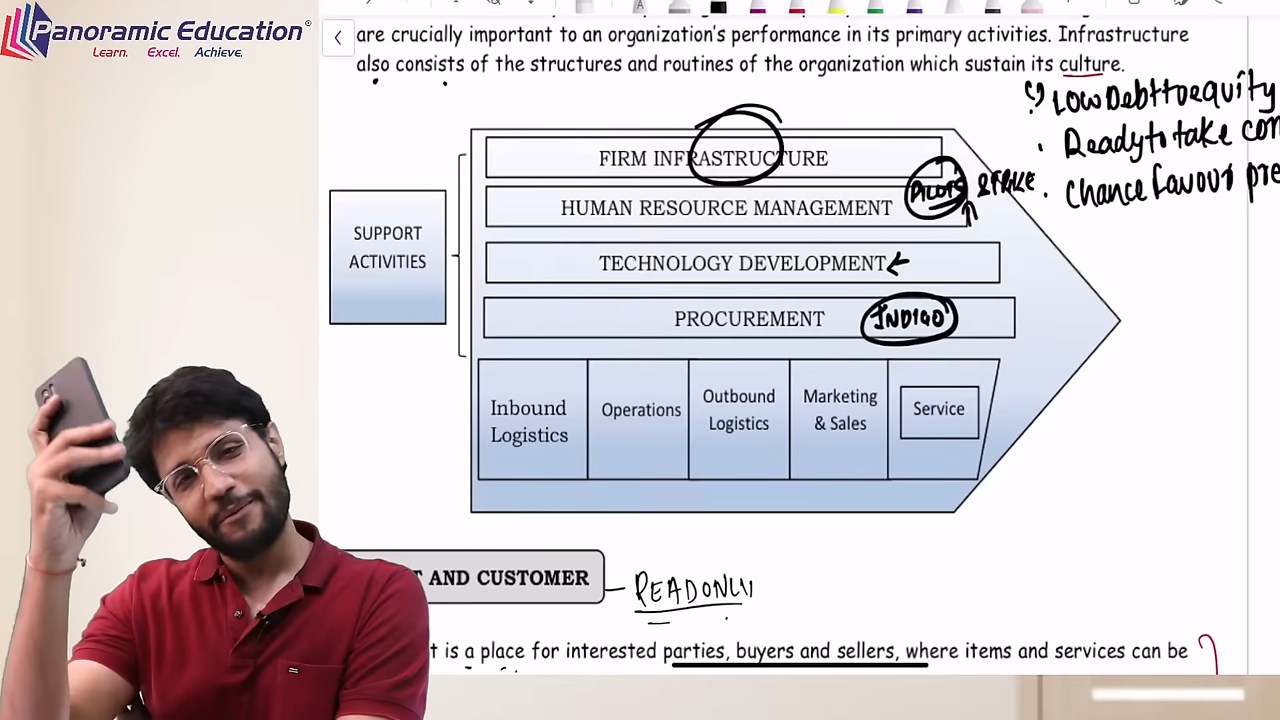 Panoramic Education®
Learn. Excel. Achieve.
are crucially important to an organization's performance in its primary activities. Infrastructure
also consists of the structures and routines of the organization which sustain its culture.
Low Debt to equity
Ready to take
Chance favour
FIRM INFRASTRUCTURE
PILOTS
HUMAN RESOURCE MANAGEMENT
SUPPORT
ACTIVITIES
TECHNOLOGY DEVELOPMENT
PROCUREMENT
INDIGO
Inbound
Logistics
Operations
Outbound
Logistics
Marketing
& Sales
Service
AND CUSTOMER
READ ONLY
t is a place for interested parties, buyers and sellers, where items and services can be